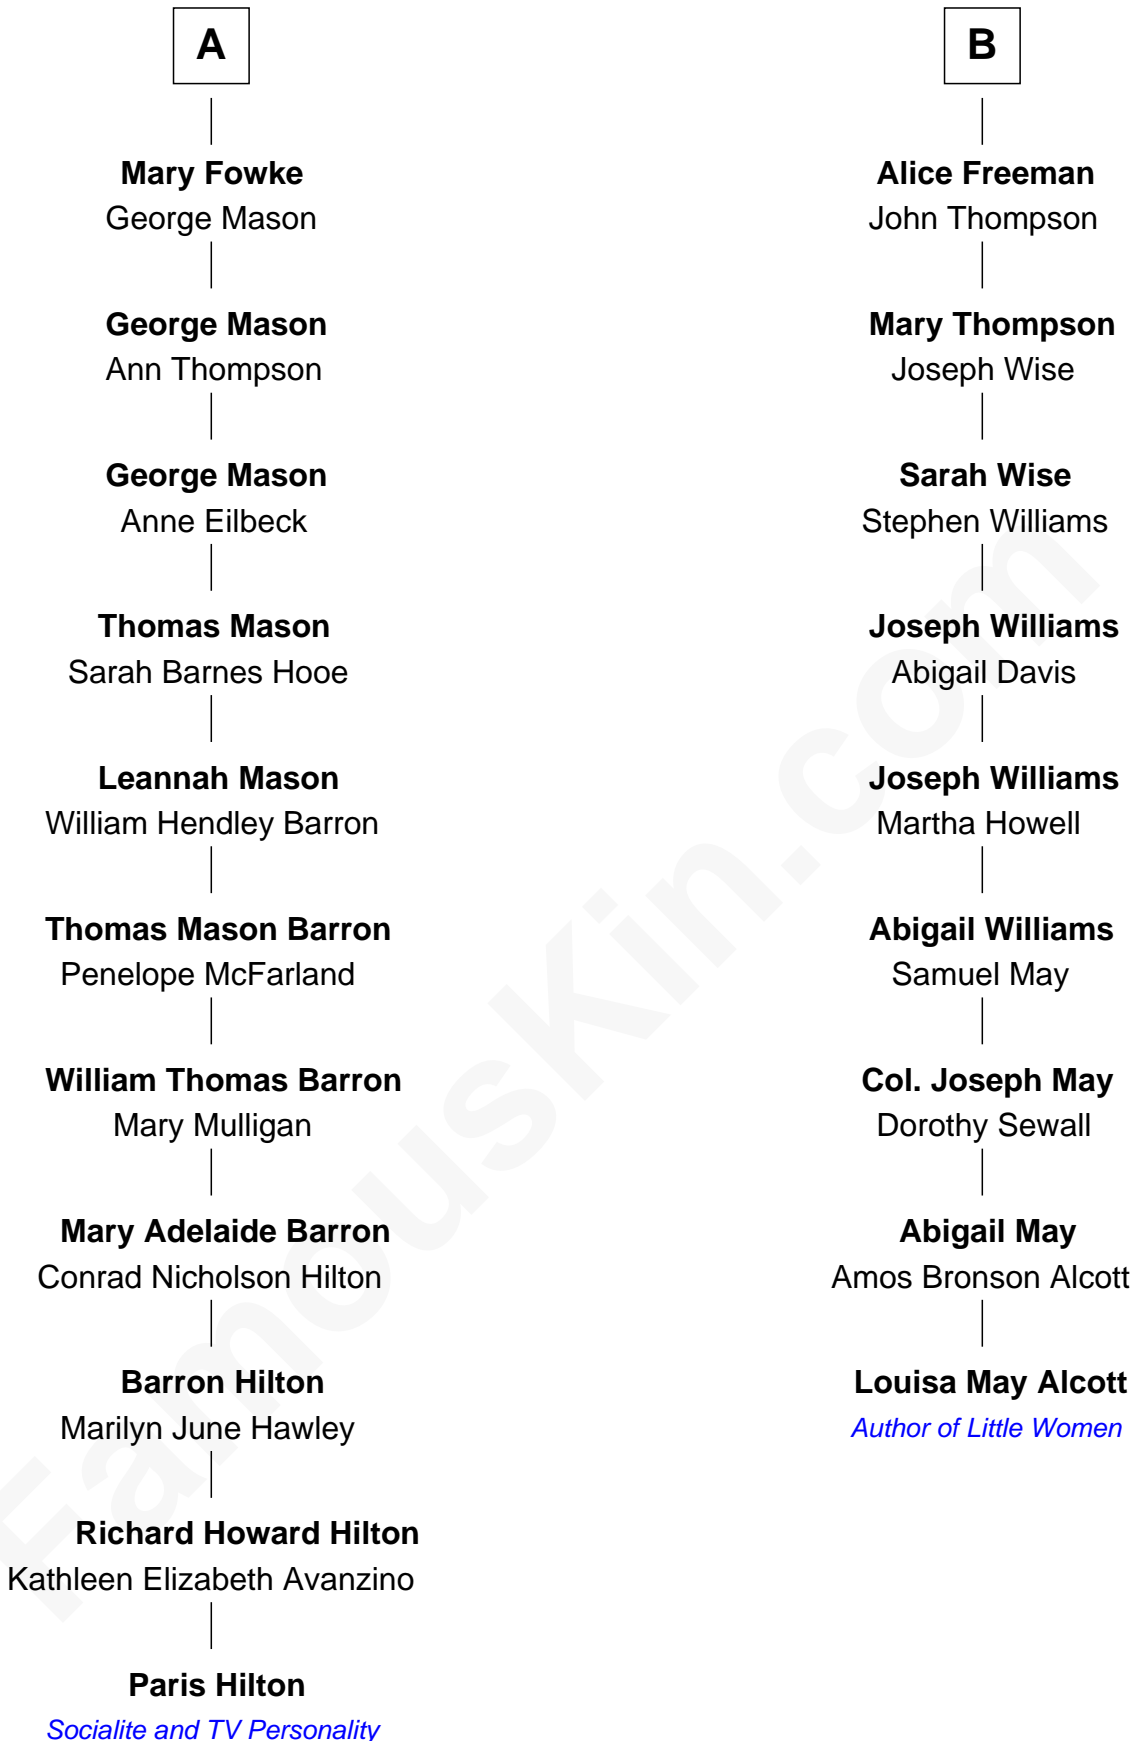 A
Mary Fowke
George Mason
George Mason
Ann Thompson
George Mason
Anne Eilbeck
Thomas Mason
Sarah Barnes Hooe
Leannah Mason
William Hendley Barron
Thomas Mason Barron
Penelope McFarland
William Thomas Barron
Mary Mulligan
Mary Adelaide Barron
Conrad Nicholson Hilton
Barron Hilton
Marilyn June Hawley
Richard Howard Hilton
Kathleen Elizabeth Avanzino
Paris Hilton
Socialite and TV Personality
B
Alice Freeman
John Thompson
Mary Thompson
Joseph Wise
Sarah Wise
Stephen Williams
Joseph Williams
Abigail Davis
Joseph Williams
Martha Howell
Abigail Williams
Samuel May
Col. Joseph May
Dorothy Sewall
Abigail May
Amos Bronson Alcott
Louisa May Alcott
Author of Little Women
FamousKin.com